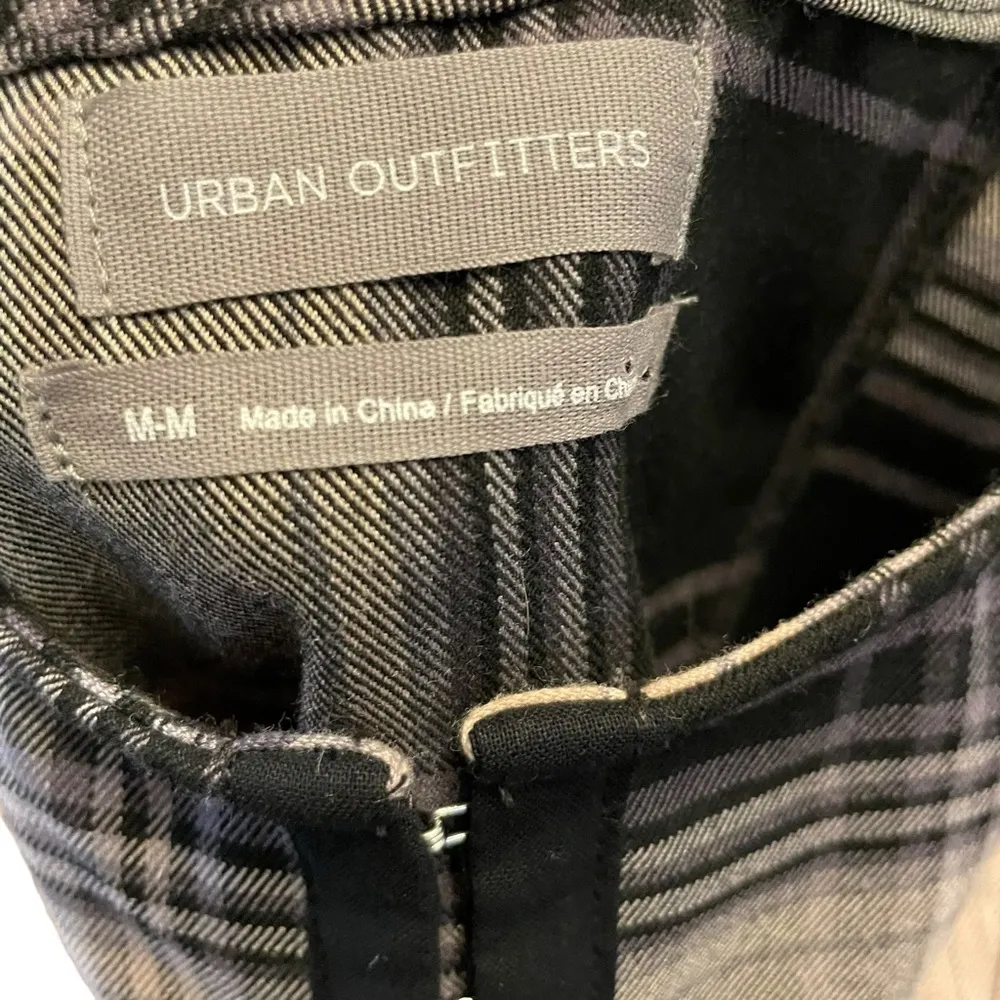 URBAN OUTFITTERS
M-M Made in China / Fabriqué en